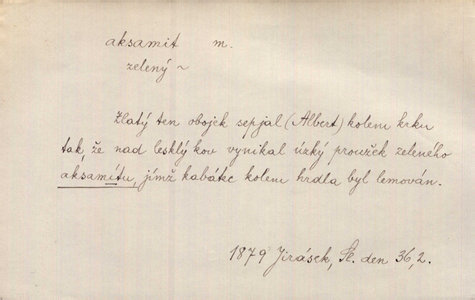 aksamit m.
zelený ~
Zlatý ten obojek sepjal (Albert) kolem krku
tak, že nad lesklý kov vynikal úzký proužek zeleného
aksamitu, jímž kabátec kolem hrdla byl lemován.
1879 Jirásek, Sk. den 36,2.